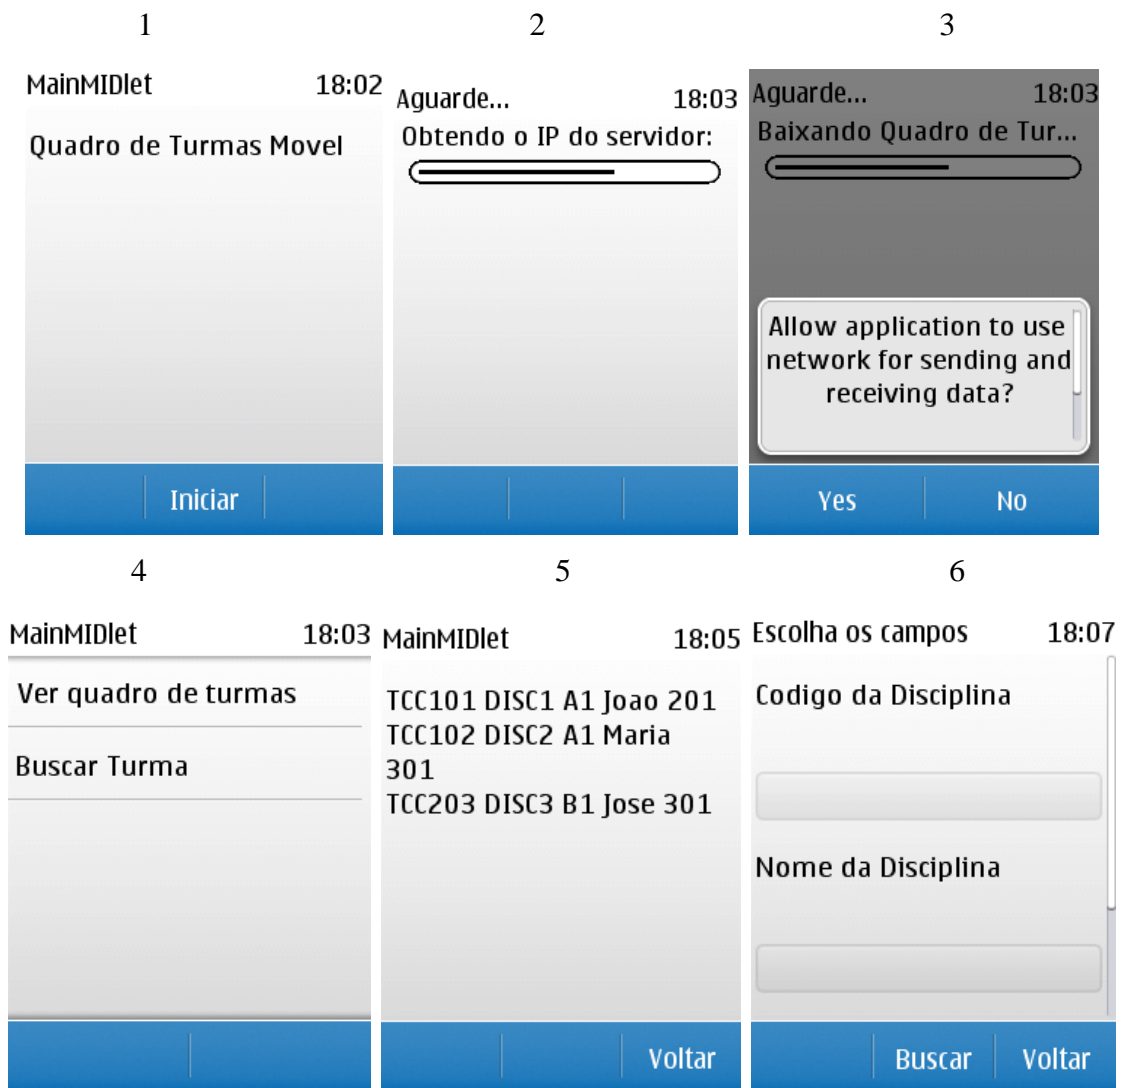 1
MainMIDlet 18:02
Quadro de Turmas Movel
Iniciar
2
Aguarde... 18:03
Obtendo o IP do servidor:
3
Aguarde... 18:03
Baixando Quadro de Tur...
Allow application to use
network for sending and
receiving data?
Yes No
4
MainMIDlet 18:03
Ver quadro de turmas
Buscar Turma
5
MainMIDlet 18:05
TCC101 DISC1 A1 Joao 201
TCC102 DISC2 A1 Maria
301
TCC203 DISC3 B1 Jose 301
Voltar
6
Escolha os campos 18:07
Codigo da Disciplina
Nome da Disciplina
Buscar Voltar